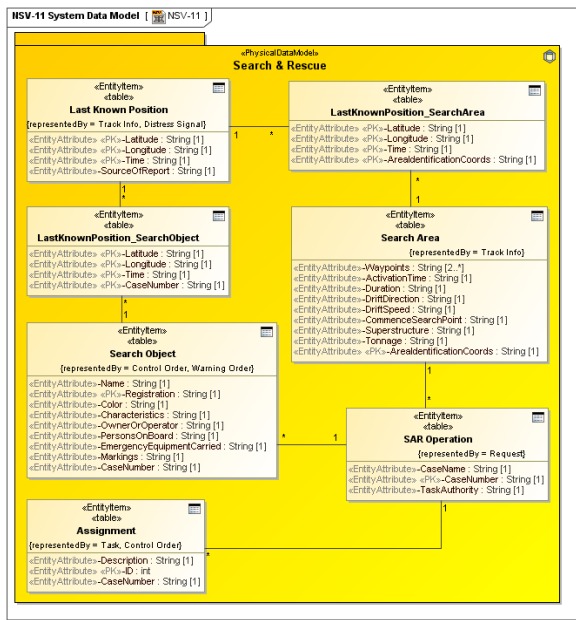 NSV-11 System Data Model [ NSV-11 ]
«PhysicalDataModel»
Search & Rescue
«EntityItem»
«table»
Last Known Position
{representedBy = Track Info, Distress Signal}
«EntityAttribute» «PK»-Latitude : String [1]
«EntityAttribute» «PK»-Longitude : String [1]
«EntityAttribute» «PK»-Time : String [1]
«EntityAttribute»-SourceOfReport : String [1]
1
*
«EntityItem»
«table»
LastKnownPosition_SearchArea
«EntityAttribute» «PK»-Latitude : String [1]
«EntityAttribute» «PK»-Longitude : String [1]
«EntityAttribute» «PK»-Time : String [1]
«EntityAttribute» «PK»-AreaIdentificationCoords : String [1]
1
*
*
1
«EntityItem»
«table»
LastKnownPosition_SearchObject
«EntityAttribute» «PK»-Latitude : String [1]
«EntityAttribute» «PK»-Longitude : String [1]
«EntityAttribute» «PK»-Time : String [1]
«EntityAttribute» «PK»-CaseNumber : String [1]
«EntityItem»
«table»
Search Area
{representedBy = Track Info}
«EntityAttribute»-Waypoints : String [2..*]
«EntityAttribute»-ActivationTime : String [1]
«EntityAttribute»-Duration : String [1]
«EntityAttribute»-DriftDirection : String [1]
«EntityAttribute»-DriftSpeed : String [1]
«EntityAttribute»-CommenceSearchPoint : String [1]
«EntityAttribute»-Superstructure : String [1]
«EntityAttribute»-Tonnage : String [1]
«EntityAttribute» «PK»-AreaIdentificationCoords : String [1]
*
1
1
*
«EntityItem»
«table»
Search Object
{representedBy = Control Order, Warning Order}
«EntityAttribute»-Name : String [1]
«EntityAttribute» «PK»-Registration : String [1]
«EntityAttribute»-Color : String [1]
«EntityAttribute»-Characteristics : String [1]
«EntityAttribute»-OwnerOrOperator : String [1]
«EntityAttribute»-PersonsOnBoard : String [1]
«EntityAttribute»-EmergencyEquipmentCarried : String [1]
«EntityAttribute»-Markings : String [1]
«EntityAttribute»-CaseNumber : String [1]
*
1
«EntityItem»
«table»
SAR Operation
{representedBy = Request}
«EntityAttribute»-CaseName : String [1]
«EntityAttribute» «PK»-CaseNumber : String [1]
«EntityAttribute»-TaskAuthority : String [1]
1
*
«EntityItem»
«table»
Assignment
{representedBy = Task, Control Order}
«EntityAttribute»-Description : String [1]
«EntityAttribute» «PK»-ID : int
«EntityAttribute»-CaseNumber : String [1]